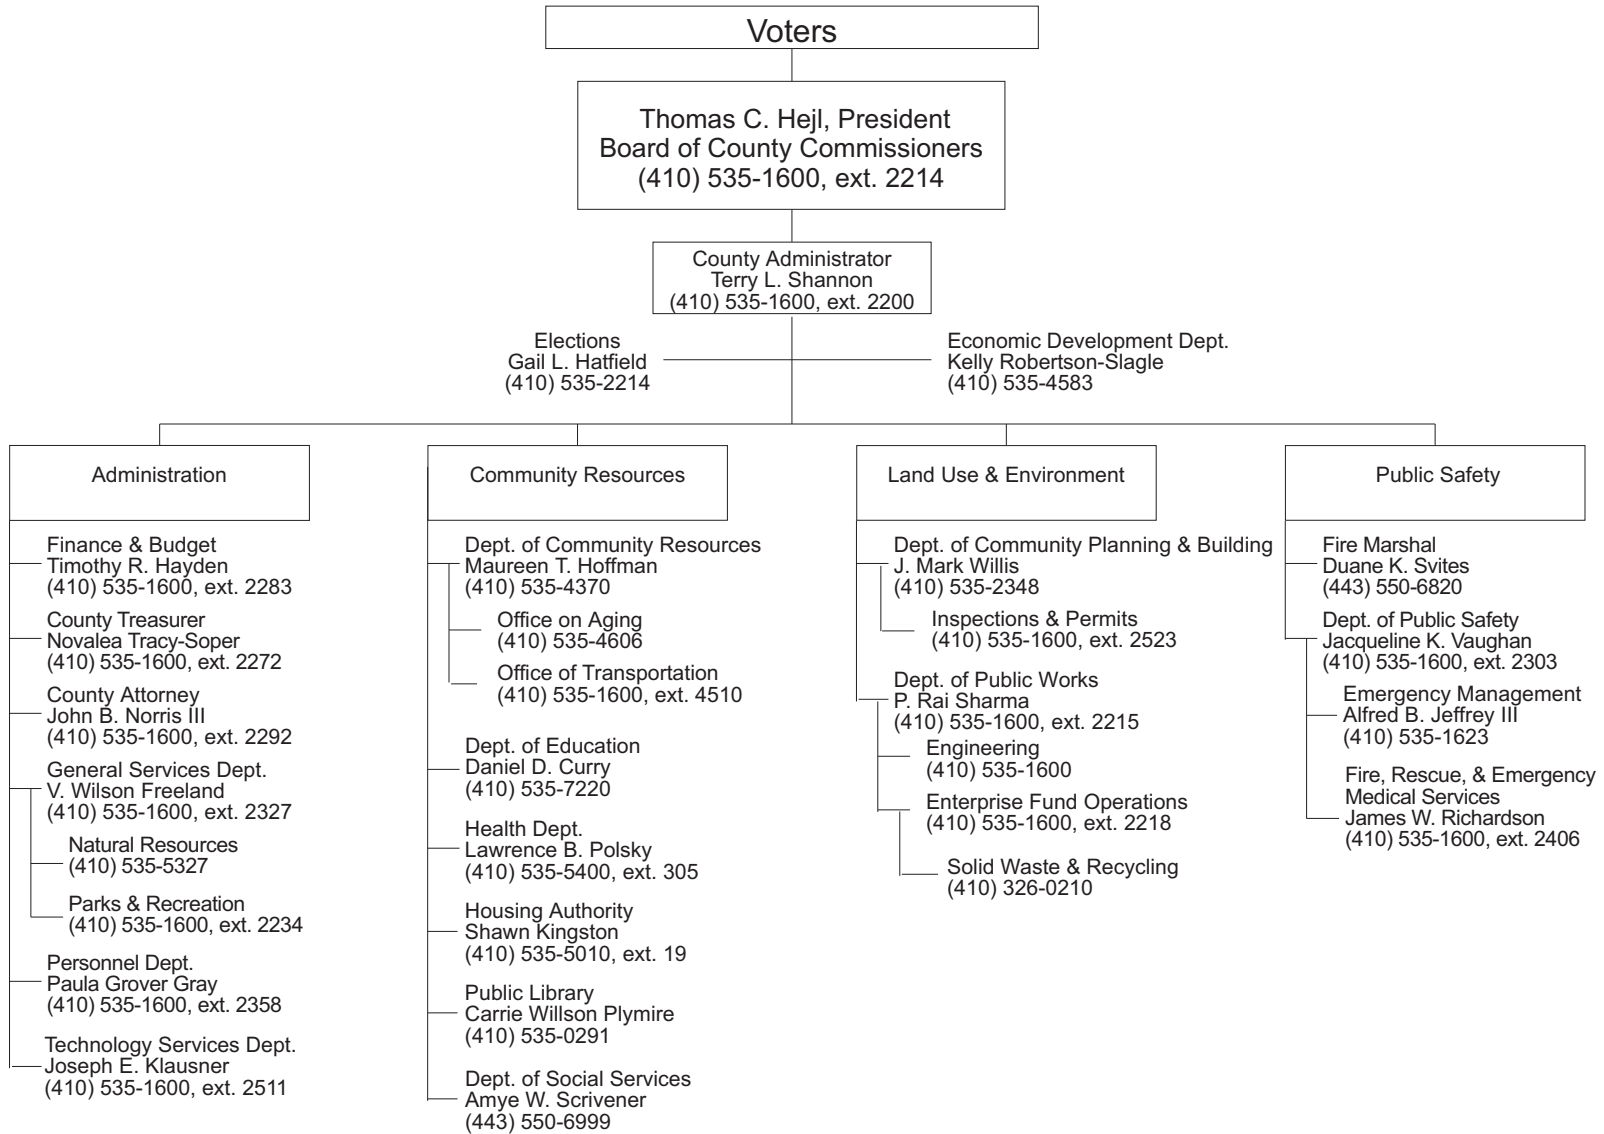 Voters
Thomas C. Hejl, President
Board of County Commissioners
(410) 535-1600, ext. 2214
County Administrator
Terry L. Shannon
(410) 535-1600, ext. 2200
Elections
Gail L. Hatfield
(410) 535-2214
Economic Development Dept.
Kelly Robertson-Slagle
(410) 535-4583
Administration
Finance & Budget
Timothy R. Hayden
(410) 535-1600, ext. 2283
County Treasurer
Novalea Tracy-Soper
(410) 535-1600, ext. 2272
County Attorney
John B. Norris III
(410) 535-1600, ext. 2292
General Services Dept.
V. Wilson Freeland
(410) 535-1600, ext. 2327
Natural Resources
(410) 535-5327
Parks & Recreation
(410) 535-1600, ext. 2234
Personnel Dept.
Paula Grover Gray
(410) 535-1600, ext. 2358
Technology Services Dept.
Joseph E. Klausner
(410) 535-1600, ext. 2511
Community Resources
Dept. of Community Resources
Maureen T. Hoffman
(410) 535-4370
Office on Aging
(410) 535-4606
Office of Transportation
(410) 535-1600, ext. 4510
Dept. of Education
Daniel D. Curry
(410) 535-7220
Health Dept.
Lawrence B. Polsky
(410) 535-5400, ext. 305
Housing Authority
Shawn Kingston
(410) 535-5010, ext. 19
Public Library
Carrie Willson Plymire
(410) 535-0291
Dept. of Social Services
Amye W. Scrivener
(443) 550-6999
Land Use & Environment
Dept. of Community Planning & Building
J. Mark Willis
(410) 535-2348
Inspections & Permits
(410) 535-1600, ext. 2523
Dept. of Public Works
P. Rai Sharma
(410) 535-1600, ext. 2215
Engineering
(410) 535-1600
Enterprise Fund Operations
(410) 535-1600, ext. 2218
Solid Waste & Recycling
(410) 326-0210
Public Safety
Fire Marshal
Duane K. Svites
(443) 550-6820
Dept. of Public Safety
Jacqueline K. Vaughan
(410) 535-1600, ext. 2303
Emergency Management
Alfred B. Jeffrey III
(410) 535-1623
Fire, Rescue, & Emergency
Medical Services
James W. Richardson
(410) 535-1600, ext. 2406